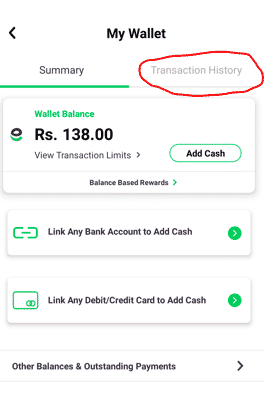 My Wallet
Summary
Transaction History
Wallet Balance
Rs. 138.00
View Transaction Limits
Add Cash
Balance Based Rewards
Link Any Bank Account to Add Cash
Link Any Debit/Credit Card to Add Cash
Other Balances & Outstanding Payments